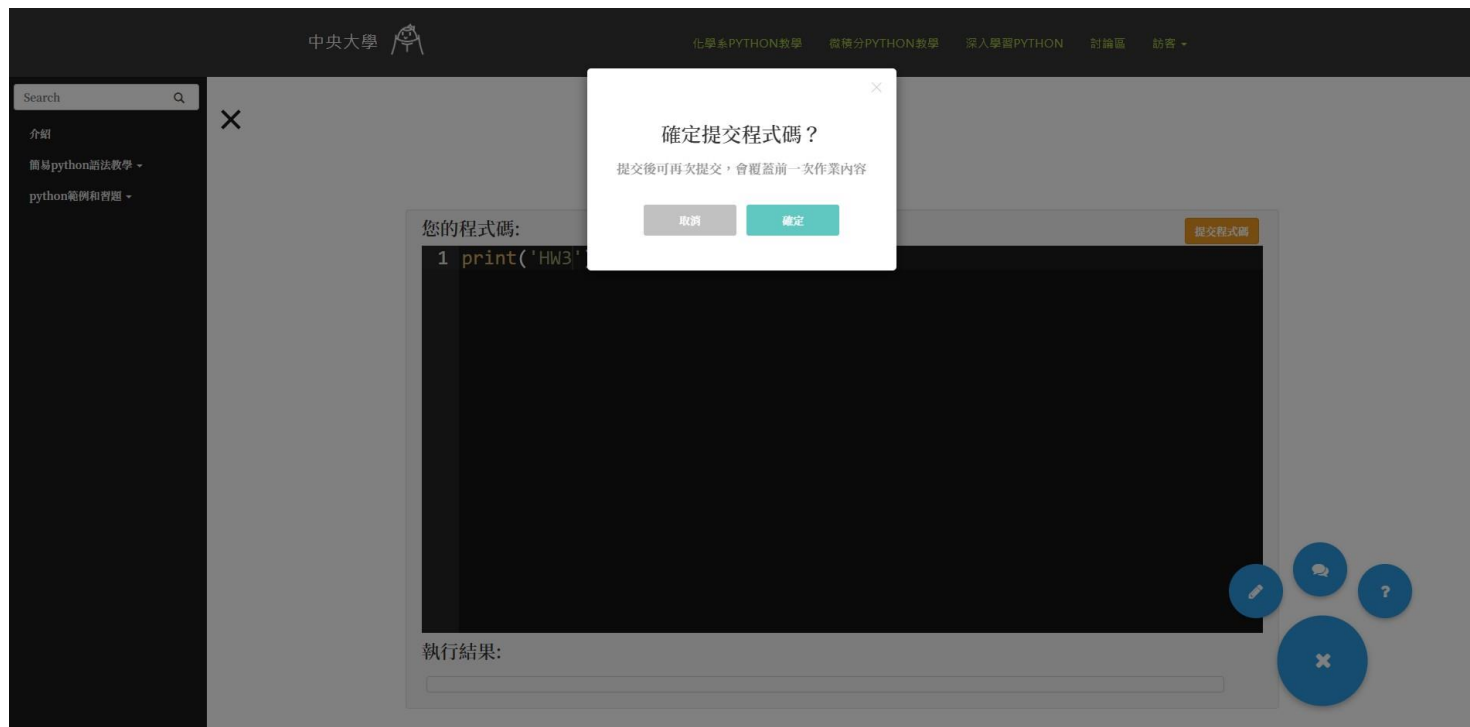 中央大學
化學系PYTHON教學 微積分PYTHON教學 深入學習PYTHON 討論區 訪客
Search
介紹
簡易python語法教學
python範例和習題
確定提交程式碼？
提交後可再次提交，會覆蓋前一次作業內容
取消 確定
您的程式碼:
提交程式碼
1 print('HW3'
執行結果:
?